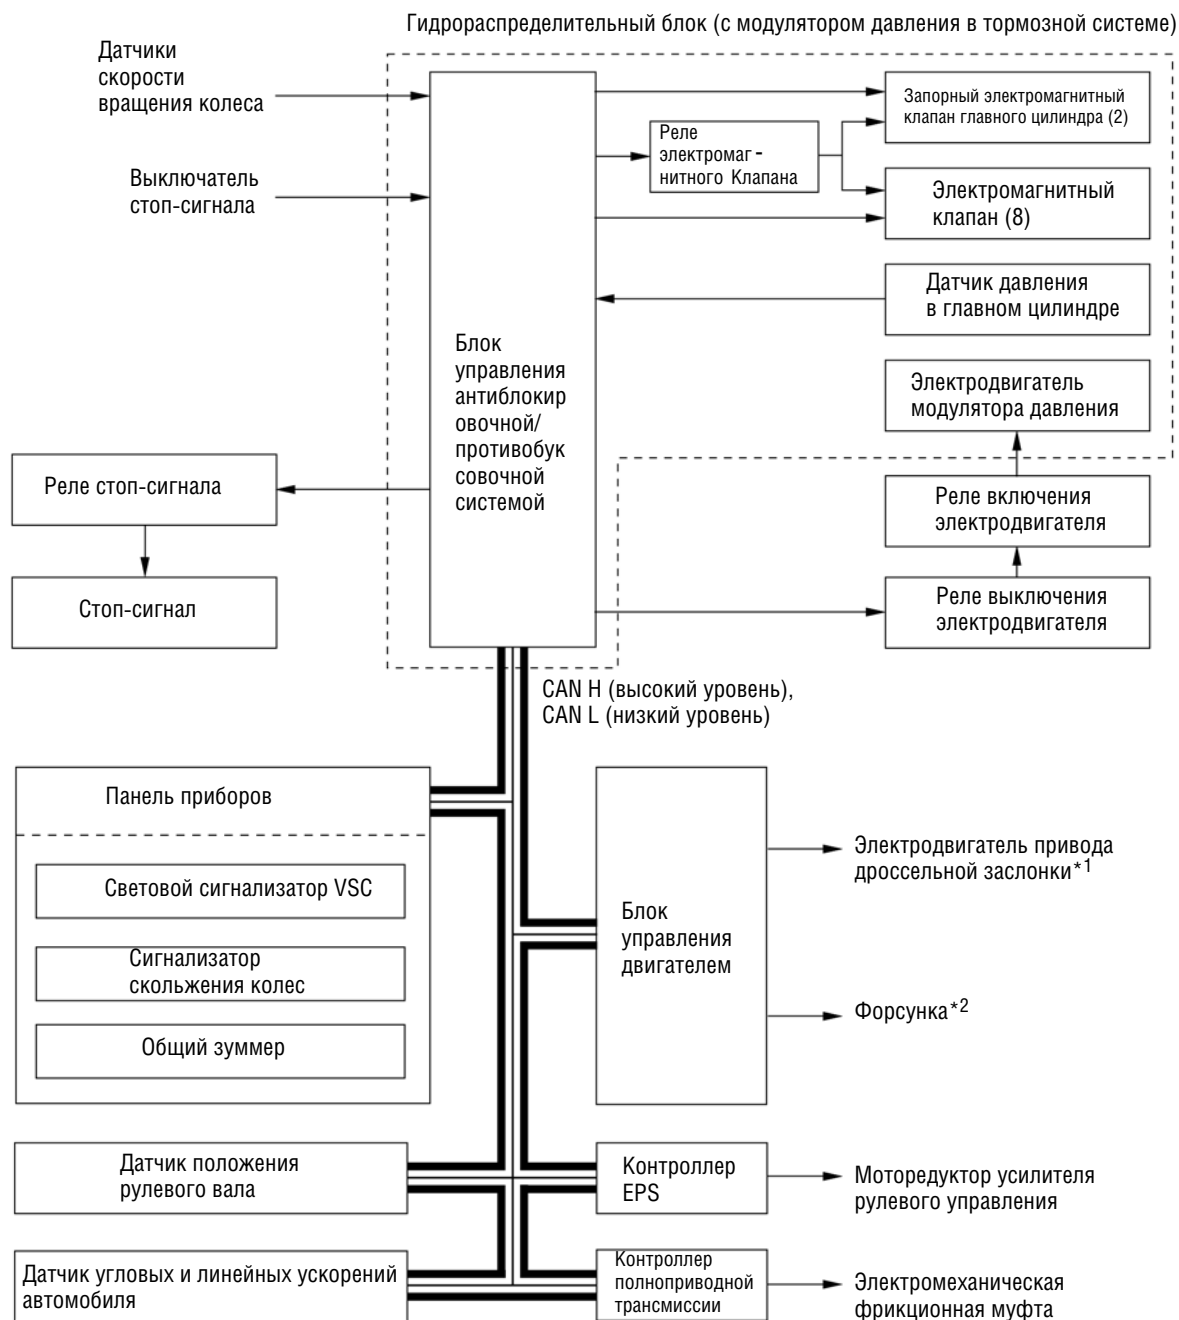 Гидрораспределительный блок (с модулятором давления в тормозной системе)
Датчики
скорости
вращения колеса
Выключатель
стоп-сигнала
Запорный электромагнитный
клапан главного цилиндра (2)
Реле
электромаг -
нитного Клапана
Электромагнитный
клапан (8)
Датчик давления
в главном цилиндре
Блок
управления
антиблокир
овочной/
противобук
совочной
системой
Электродвигатель
модулятора давления
Реле стоп-сигнала
Реле включения
электродвигателя
Стоп-сигнал
Реле выключения
электродвигателя
CAN H (высокий уровень),
CAN L (низкий уровень)
Панель приборов
Световой сигнализатор VSC
Сигнализатор
скольжения колес
Общий зуммер
Блок
управления
двигателем
Электродвигатель привода
дроссельной заслонки*1
Форсунка*2
Датчик положения
рулевого вала
Контроллер
EPS
Моторедуктор усилителя
рулевого управления
Датчик угловых и линейных ускорений
автомобиля
Контроллер
полноприводной
трансмиссии
Электромеханическая
фрикционная муфта